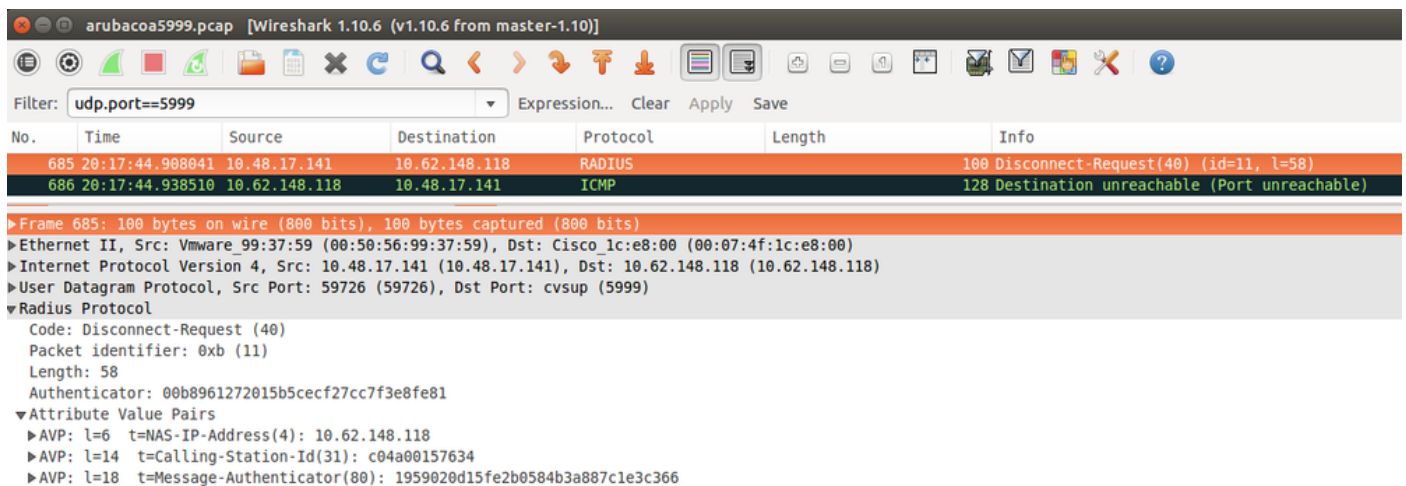 arubacoa5999.pcap [Wireshark 1.10.6 (v1.10.6 from master-1.10)]
Filter: udp.port==5999 Expression... Clear Apply Save
No. Time Source Destination Protocol Length Info
685 20:17:44.908041 10.48.17.141 10.62.148.118 RADIUS 100 Disconnect-Request(40) (id=11, l=58)
686 20:17:44.938510 10.62.148.118 10.48.17.141 ICMP 128 Destination unreachable (Port unreachable)
Frame 685: 100 bytes on wire (800 bits), 100 bytes captured (800 bits)
Ethernet II, Src: Vmware_99:37:59 (00:50:56:99:37:59), Dst: Cisco_1c:e8:00 (00:07:4f:1c:e8:00)
Internet Protocol Version 4, Src: 10.48.17.141 (10.48.17.141), Dst: 10.62.148.118 (10.62.148.118)
User Datagram Protocol, Src Port: 59726 (59726), Dst Port: cvsup (5999)
Radius Protocol
Code: Disconnect-Request (40)
Packet identifier: 0xb (11)
Length: 58
Authenticator: 00b8961272015b5cecf27cc7f3e8fe81
Attribute Value Pairs
AVP: l=6 t=NAS-IP-Address(4): 10.62.148.118
AVP: l=14 t=Calling-Station-Id(31): c04a00157634
AVP: l=18 t=Message-Authenticator(80): 1959020d15fe2b0584b3a887c1e3c366